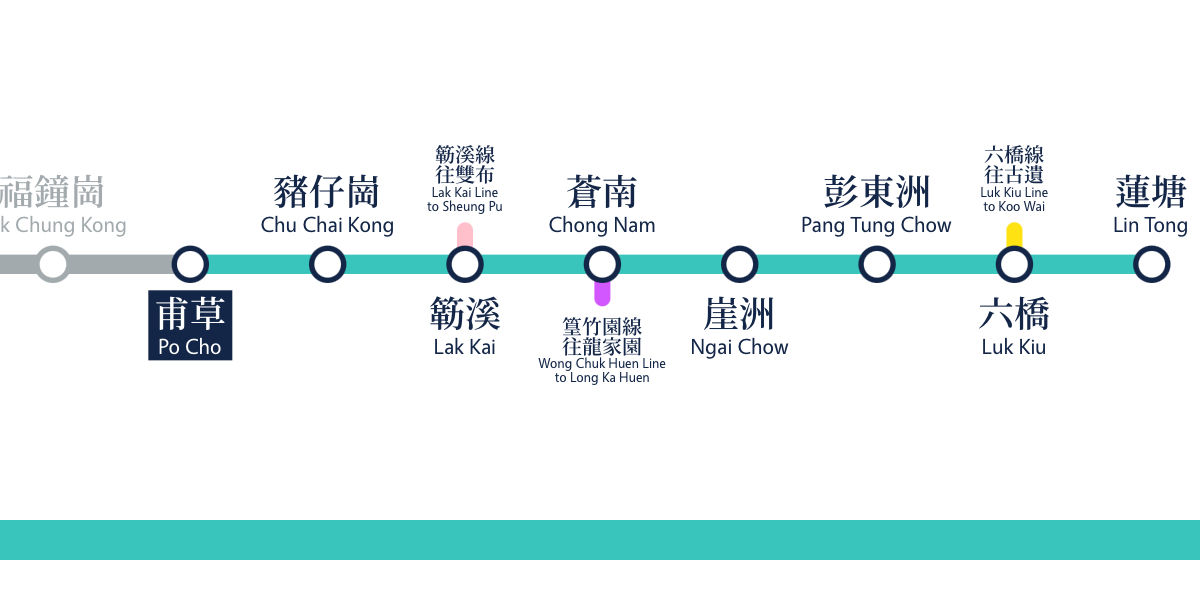 福鐘崗
k Chung Kong
甫草
Po Cho
豬仔崗
Chu Chai Kong
簕溪線
往雙布
Lak Kai Line
to Sheung Pu
簕溪
Lak Kai
蒼南
Chong Nam
篁竹園線
往龍家園
Wong Chuk Huen Line
to Long Ka Huen
崖洲
Ngai Chow
彭東洲
Pang Tung Chow
六橋線
往古遺
Luk Kiu Line
to Koo Wai
六橋
Luk Kiu
蓮塘
Lin Tong